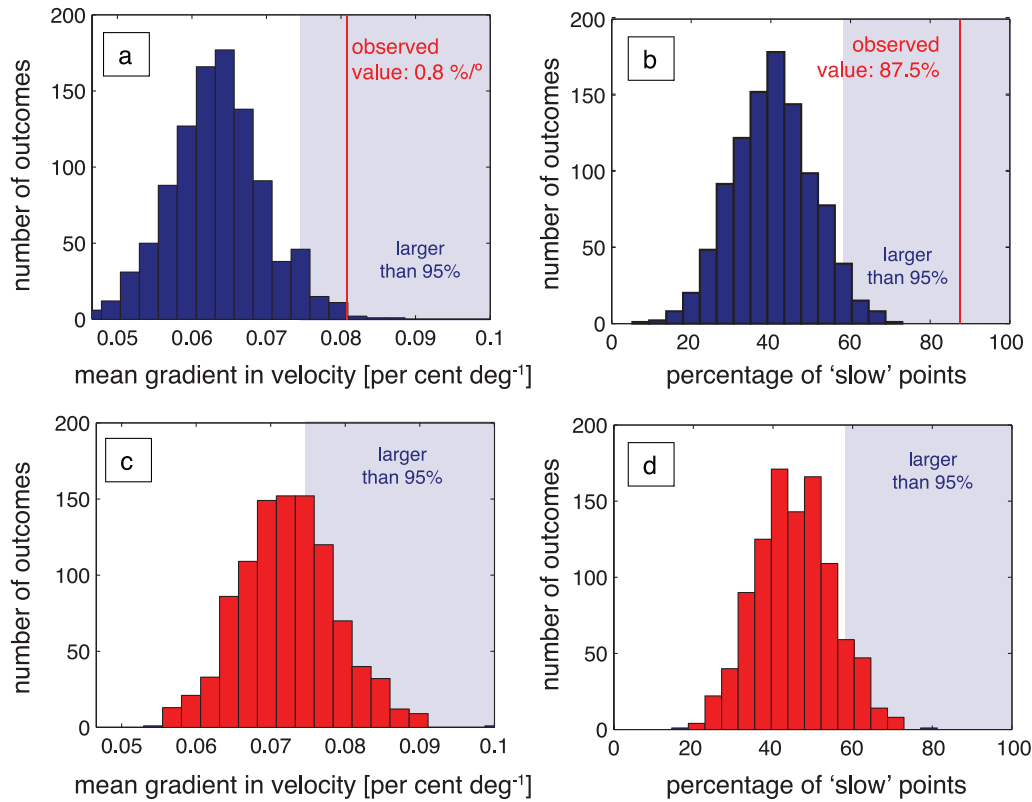 200
150
100
50
0
number of outcomes
a
observed
value: 0.8 %/º
larger
than 95%
0.05
0.06
0.07
0.08
0.09
0.1
mean gradient in velocity [per cent deg⁻¹]
200
150
100
50
0
number of outcomes
b
observed
value: 87.5%
larger
than 95%
0
20
40
60
80
100
percentage of ‘slow’ points
200
150
100
50
0
number of outcomes
c
larger
than 95%
0.05
0.06
0.07
0.08
0.09
0.1
mean gradient in velocity [per cent deg⁻¹]
200
150
100
50
0
number of outcomes
d
larger
than 95%
0
20
40
60
80
100
percentage of ‘slow’ points